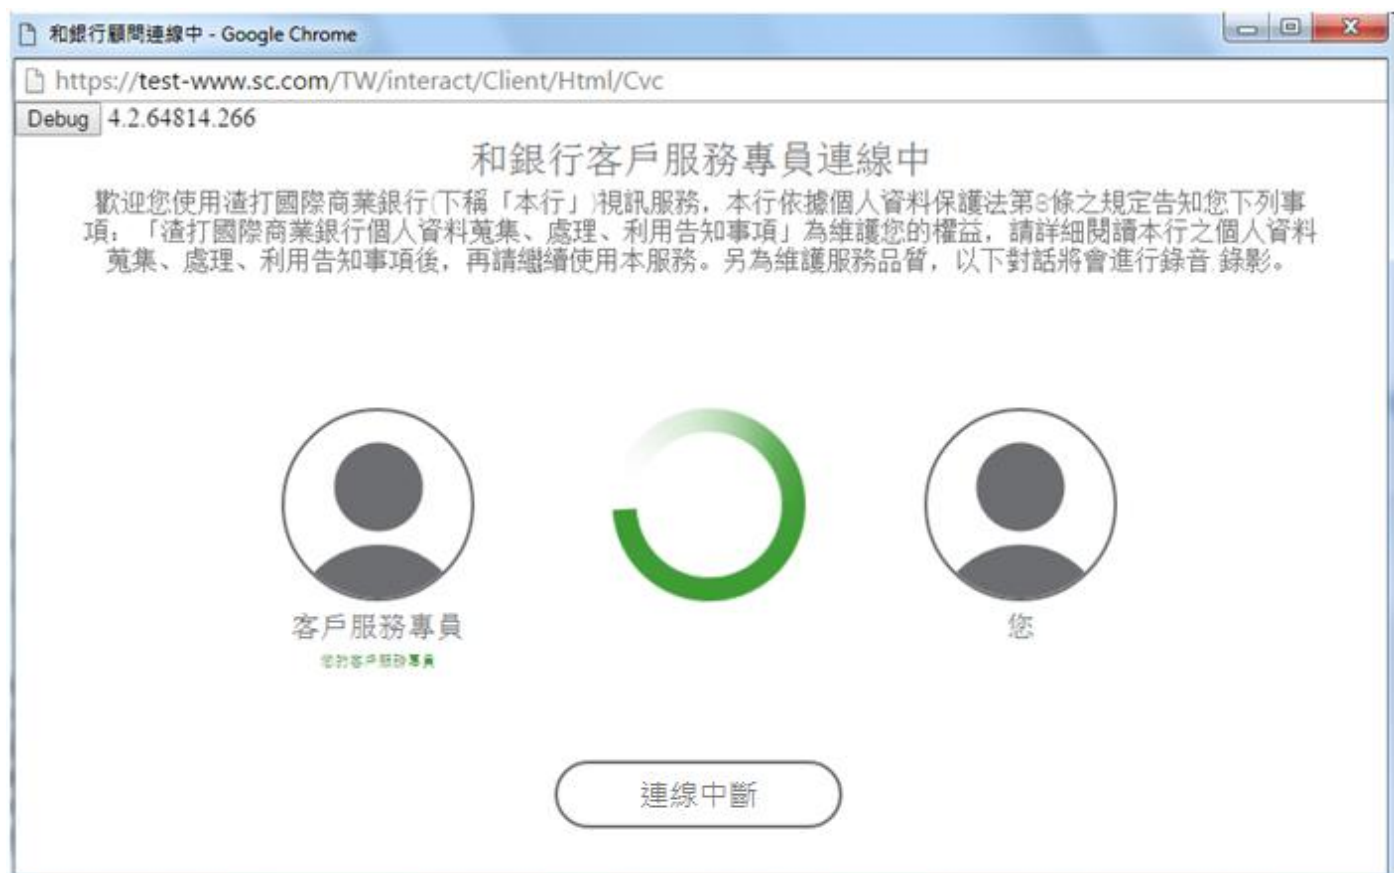 和銀行顧問連線中 - Google Chrome
https://test-www.sc.com/TW/interact/Client/Html/Cvc
Debug 4.2.64814.266
和銀行客戶服務專員連線中
歡迎您使用渣打國際商業銀行(下稱「本行」)視訊服務，本行依據個人資料保護法第8條之規定告知您下列事
項：「渣打國際商業銀行個人資料蒐集、處理、利用告知事項」為維護您的權益，請詳細閱讀本行之個人資料
蒐集、處理、利用告知事項後，再請繼續使用本服務。另為維護服務品質，以下對話將會進行錄音.錄影。
客戶服務專員
您
您的客戶服務專員
連線中斷